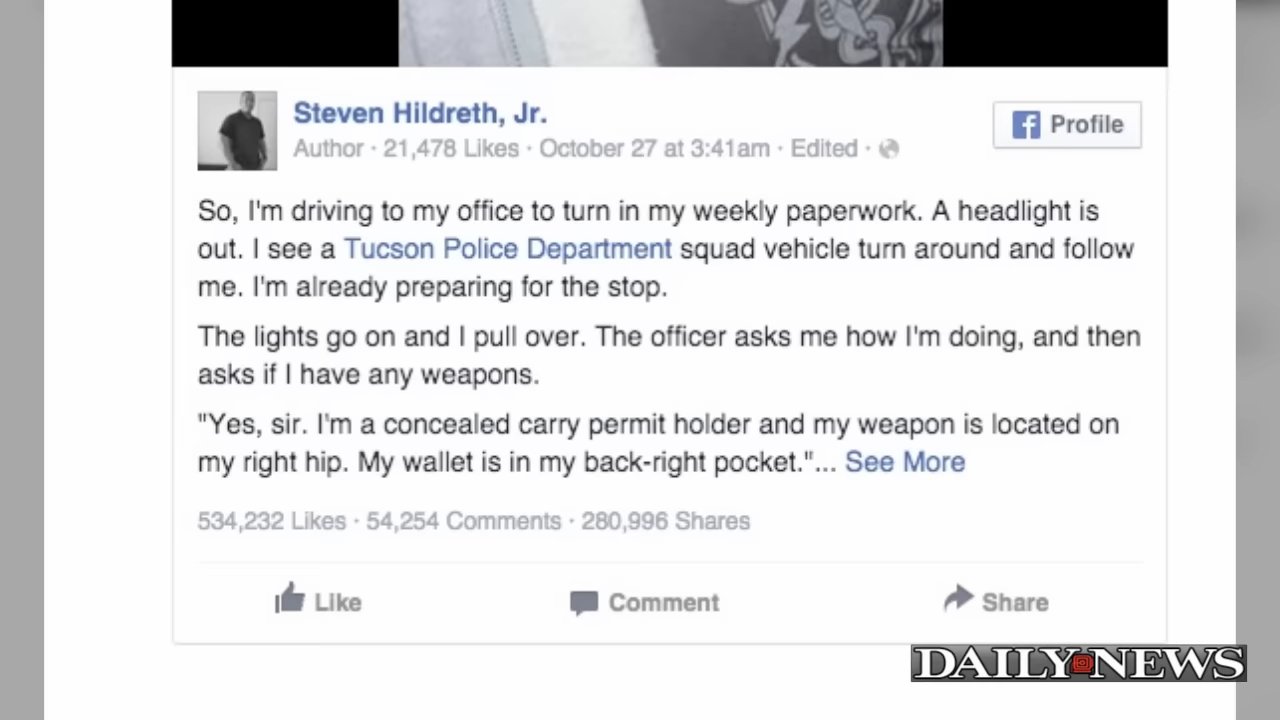 Steven Hildreth, Jr.
Profile
Author · 21,478 Likes · October 27 at 3:41am · Edited ·
So, I'm driving to my office to turn in my weekly paperwork. A headlight is
out. I see a Tucson Police Department squad vehicle turn around and follow
me. I'm already preparing for the stop.
The lights go on and I pull over. The officer asks me how I'm doing, and then
asks if I have any weapons.
"Yes, sir. I'm a concealed carry permit holder and my weapon is located on
my right hip. My wallet is in my back-right pocket."... See More
534,232 Likes · 54,254 Comments · 280,996 Shares
Like Comment Share
DAILY NEWS